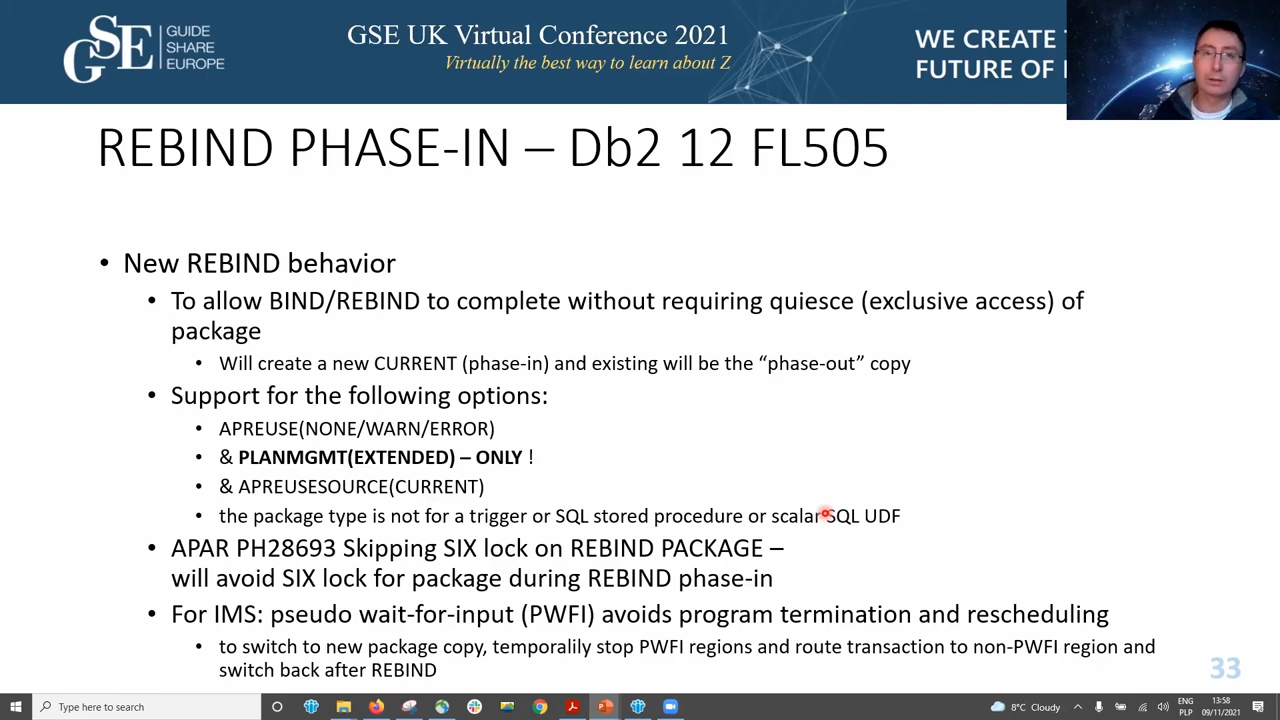 GSE
GUIDE
SHARE
EUROPE
GSE UK Virtual Conference 2021
Virtually the best way to learn about Z
WE CREATE
FUTURE OF
REBIND PHASE-IN – Db2 12 FL505
• New REBIND behavior
• To allow BIND/REBIND to complete without requiring quiesce (exclusive access) of
package
• Will create a new CURRENT (phase-in) and existing will be the “phase-out” copy
• Support for the following options:
• APREUSE(NONE/WARN/ERROR)
• & PLANMGMT(EXTENDED) – ONLY !
• & APREUSESOURCE(CURRENT)
• the package type is not for a trigger or SQL stored procedure or scalar SQL UDF
• APAR PH28693 Skipping SIX lock on REBIND PACKAGE –
will avoid SIX lock for package during REBIND phase-in
• For IMS: pseudo wait-for-input (PWFI) avoids program termination and rescheduling
• to switch to new package copy, temporalily stop PWFI regions and route transaction to non-PWFI region and
switch back after REBIND
33
Type here to search
8°C Cloudy
ENG
PLP
13:58
09/11/2021